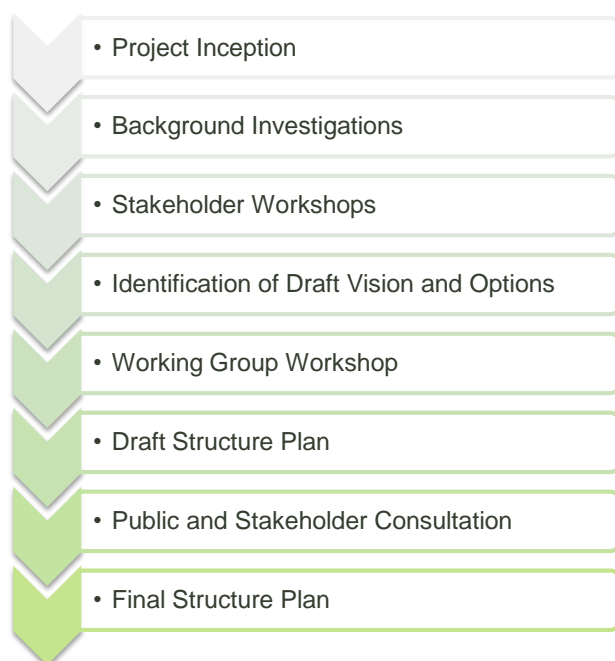 • Project Inception
• Background Investigations
• Stakeholder Workshops
• Identification of Draft Vision and Options
• Working Group Workshop
• Draft Structure Plan
• Public and Stakeholder Consultation
• Final Structure Plan